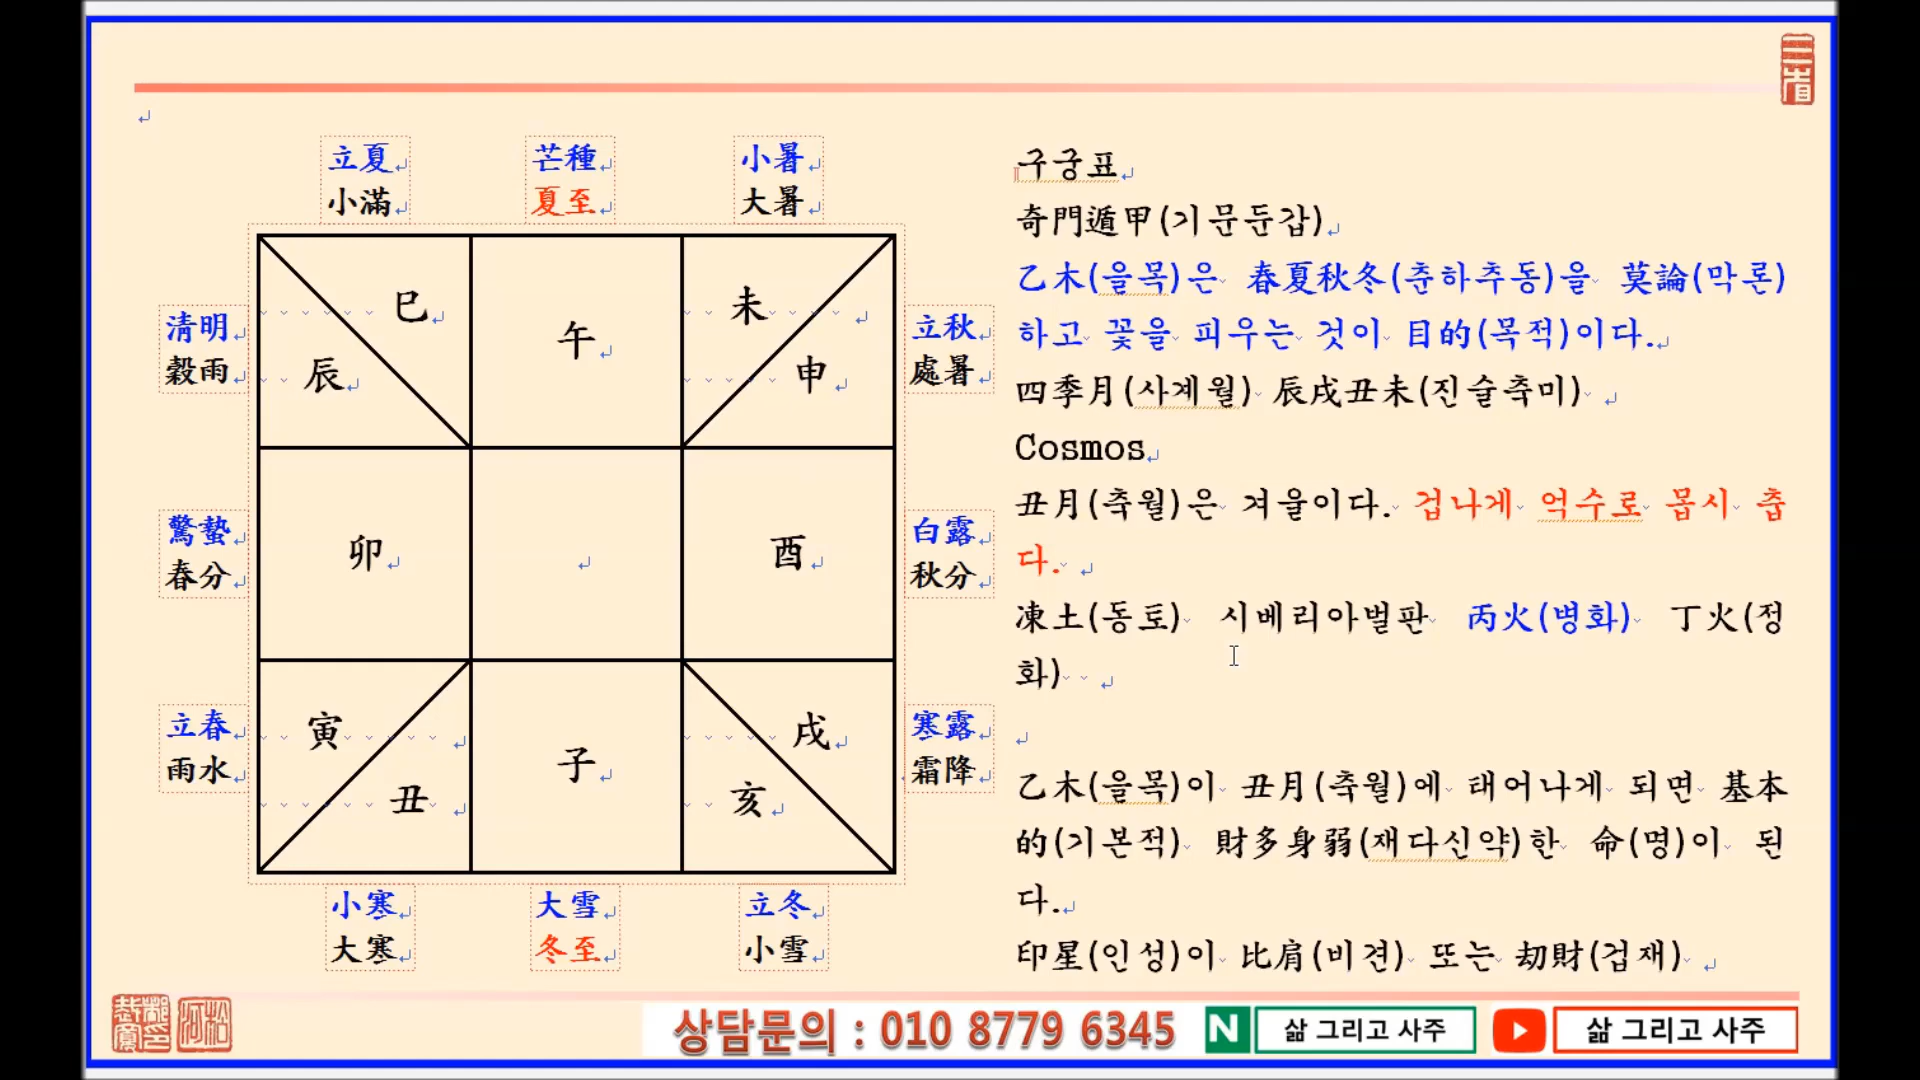 立夏
小滿
芒種
夏至
小暑
大暑
清明
穀雨
巳
辰
午
未
申
立秋
處暑
驚蟄
春分
卯
酉
白露
秋分
立春
雨水
寅
丑
子
戌
亥
寒露
霜降
小寒
大寒
大雪
冬至
立冬
小雪
구궁표
奇門遁甲(기문둔갑)
乙木(을목)은 春夏秋冬(춘하추동)을 莫論(막론)
하고 꽃을 피우는 것이 目的(목적)이다.
四季月(사계월) 辰戌丑未(진술축미)
Cosmos
丑月(축월)은 겨울이다. 겁나게 억수로 몹시 춥
다.
凍土(동토) 시베리아벌판 丙火(병화) 丁火(정
화)
乙木(을목)이 丑月(축월)에 태어나게 되면 基本
的(기본적) 財多身弱(재다신약)한 命(명)이 된
다.
印星(인성)이 比肩(비견) 또는 劫財(겁재)
상담문의 : 010 8779 6345
N 삶 그리고 사주
삶 그리고 사주